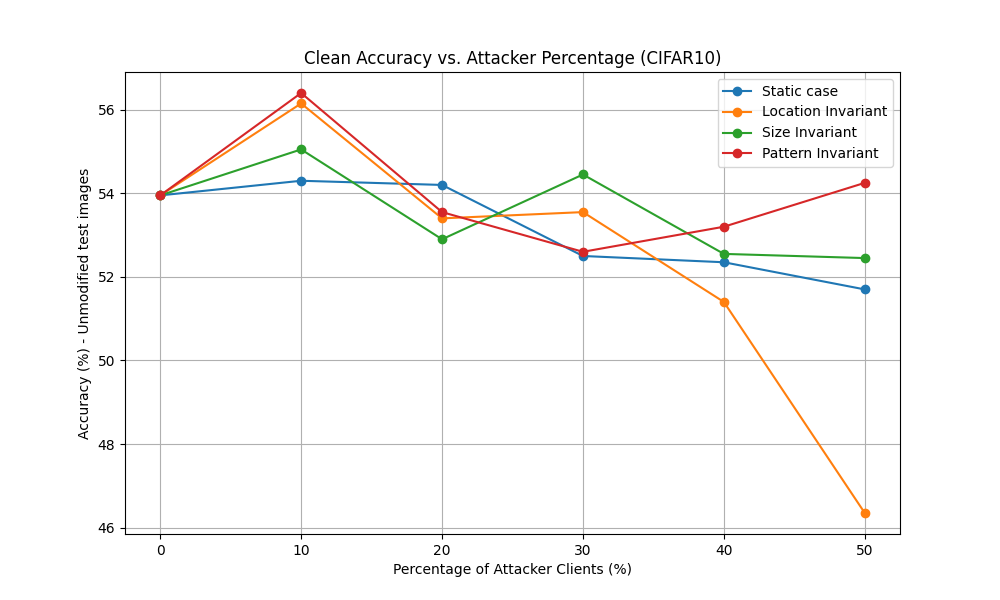 Clean Accuracy vs. Attacker Percentage (CIFAR10)
Static case
Location Invariant
Size Invariant
Pattern Invariant
Accuracy (%) - Unmodified test images
56
54
52
50
48
46
0 10 20 30 40 50
Percentage of Attacker Clients (%)